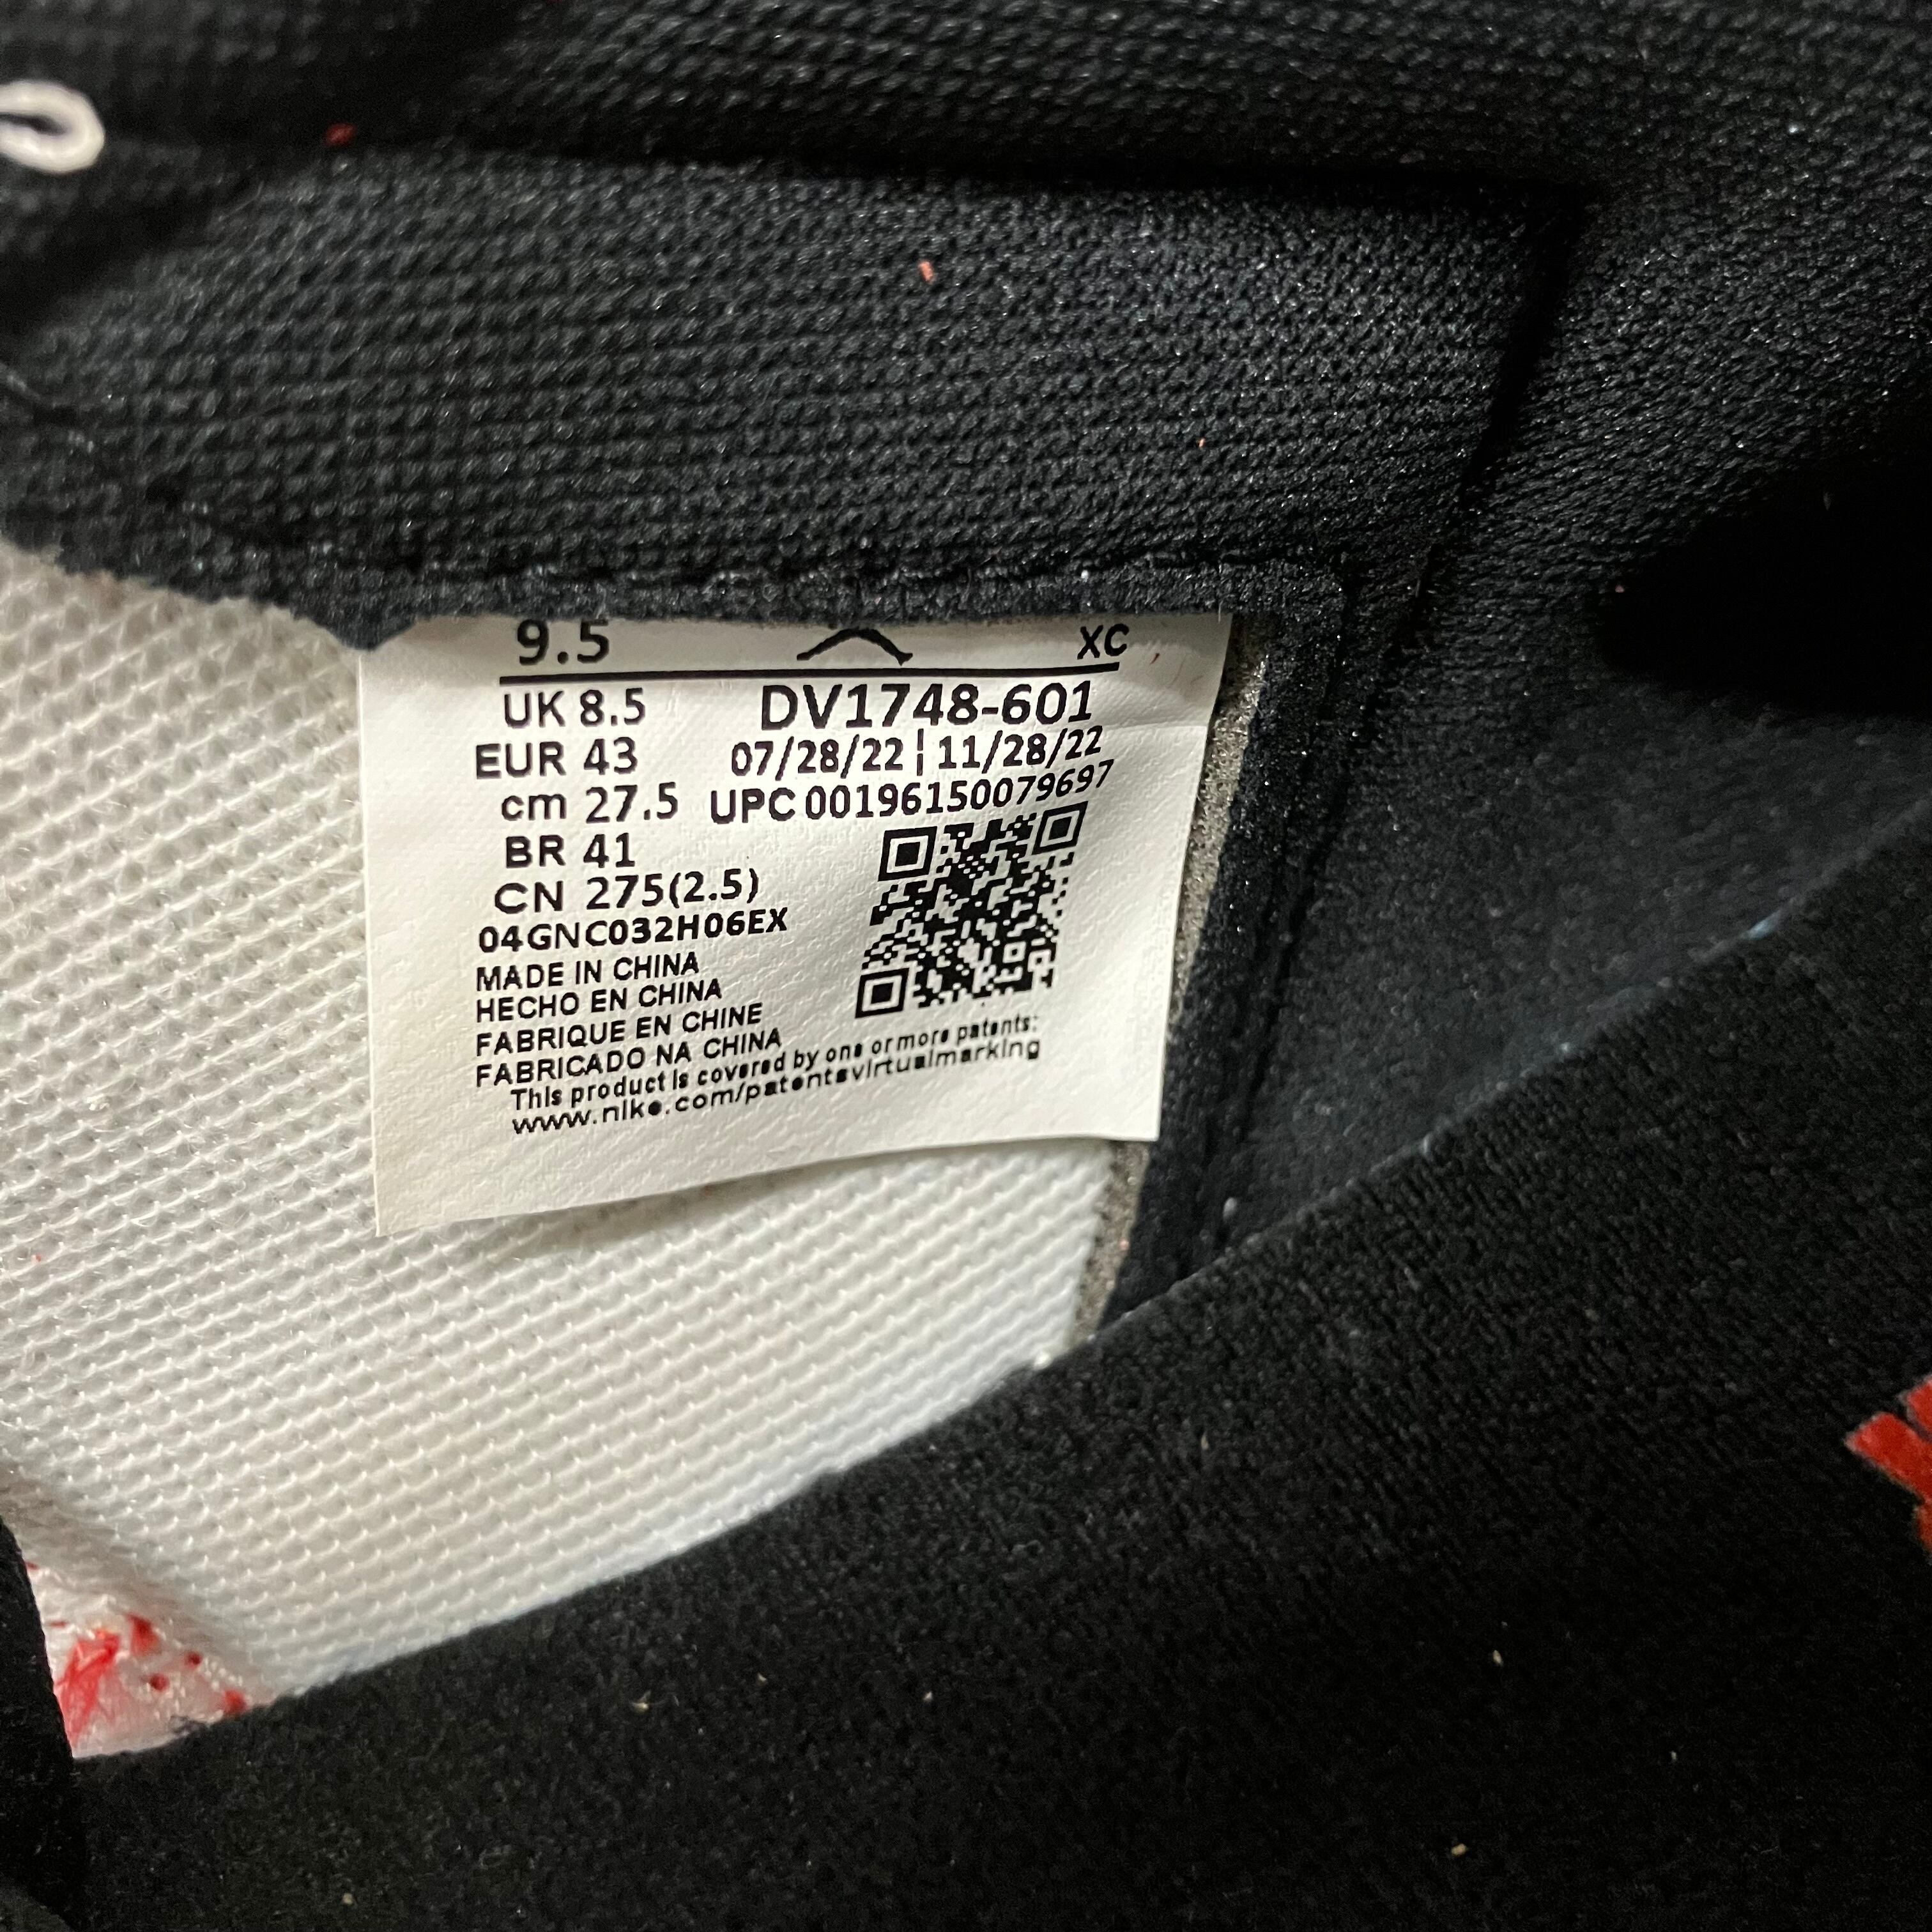 9.5 XC
UK 8.5 DV1748-601
EUR 43 07/28/22 ¦ 11/28/22
cm 27.5 UPC 00196150079697
BR 41
CN 275(2.5)
04GNC032H06EX
MADE IN CHINA
HECHO EN CHINA
FABRIQUE EN CHINE
FABRICADO NA CHINA
This product is covered by one or more patents:
www.nike.com/patentsvirtualmarking